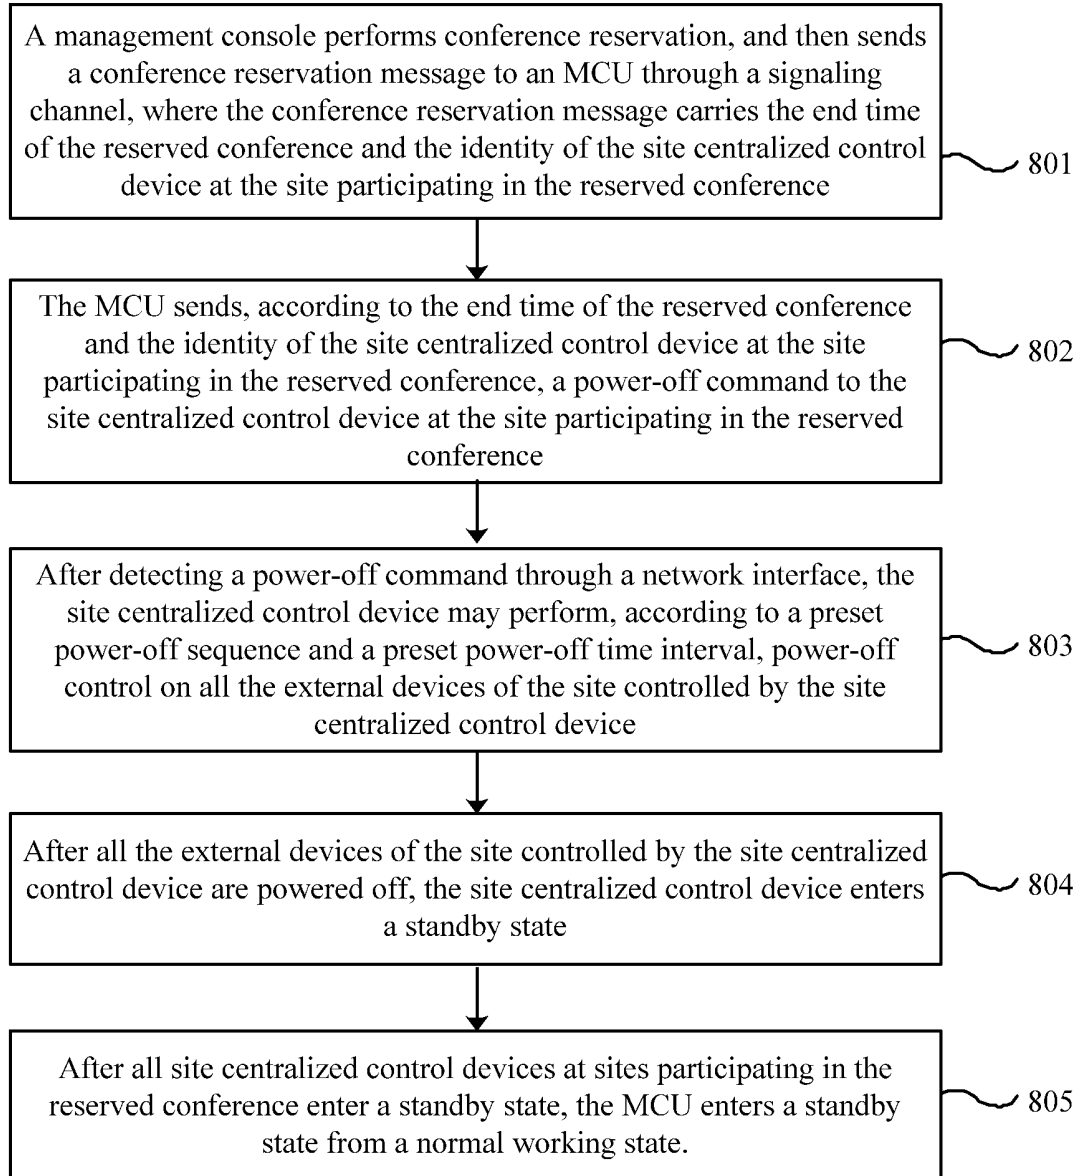 A management console performs conference reservation, and then sends
a conference reservation message to an MCU through a signaling
channel, where the conference reservation message carries the end time
of the reserved conference and the identity of the site centralized control
device at the site participating in the reserved conference
801
The MCU sends, according to the end time of the reserved conference
and the identity of the site centralized control device at the site
participating in the reserved conference, a power-off command to the
site centralized control device at the site participating in the reserved
conference
802
After detecting a power-off command through a network interface, the
site centralized control device may perform, according to a preset
power-off sequence and a preset power-off time interval, power-off
control on all the external devices of the site controlled by the site
centralized control device
803
After all the external devices of the site controlled by the site centralized
control device are powered off, the site centralized control device enters
a standby state
804
After all site centralized control devices at sites participating in the
reserved conference enter a standby state, the MCU enters a standby
state from a normal working state.
805